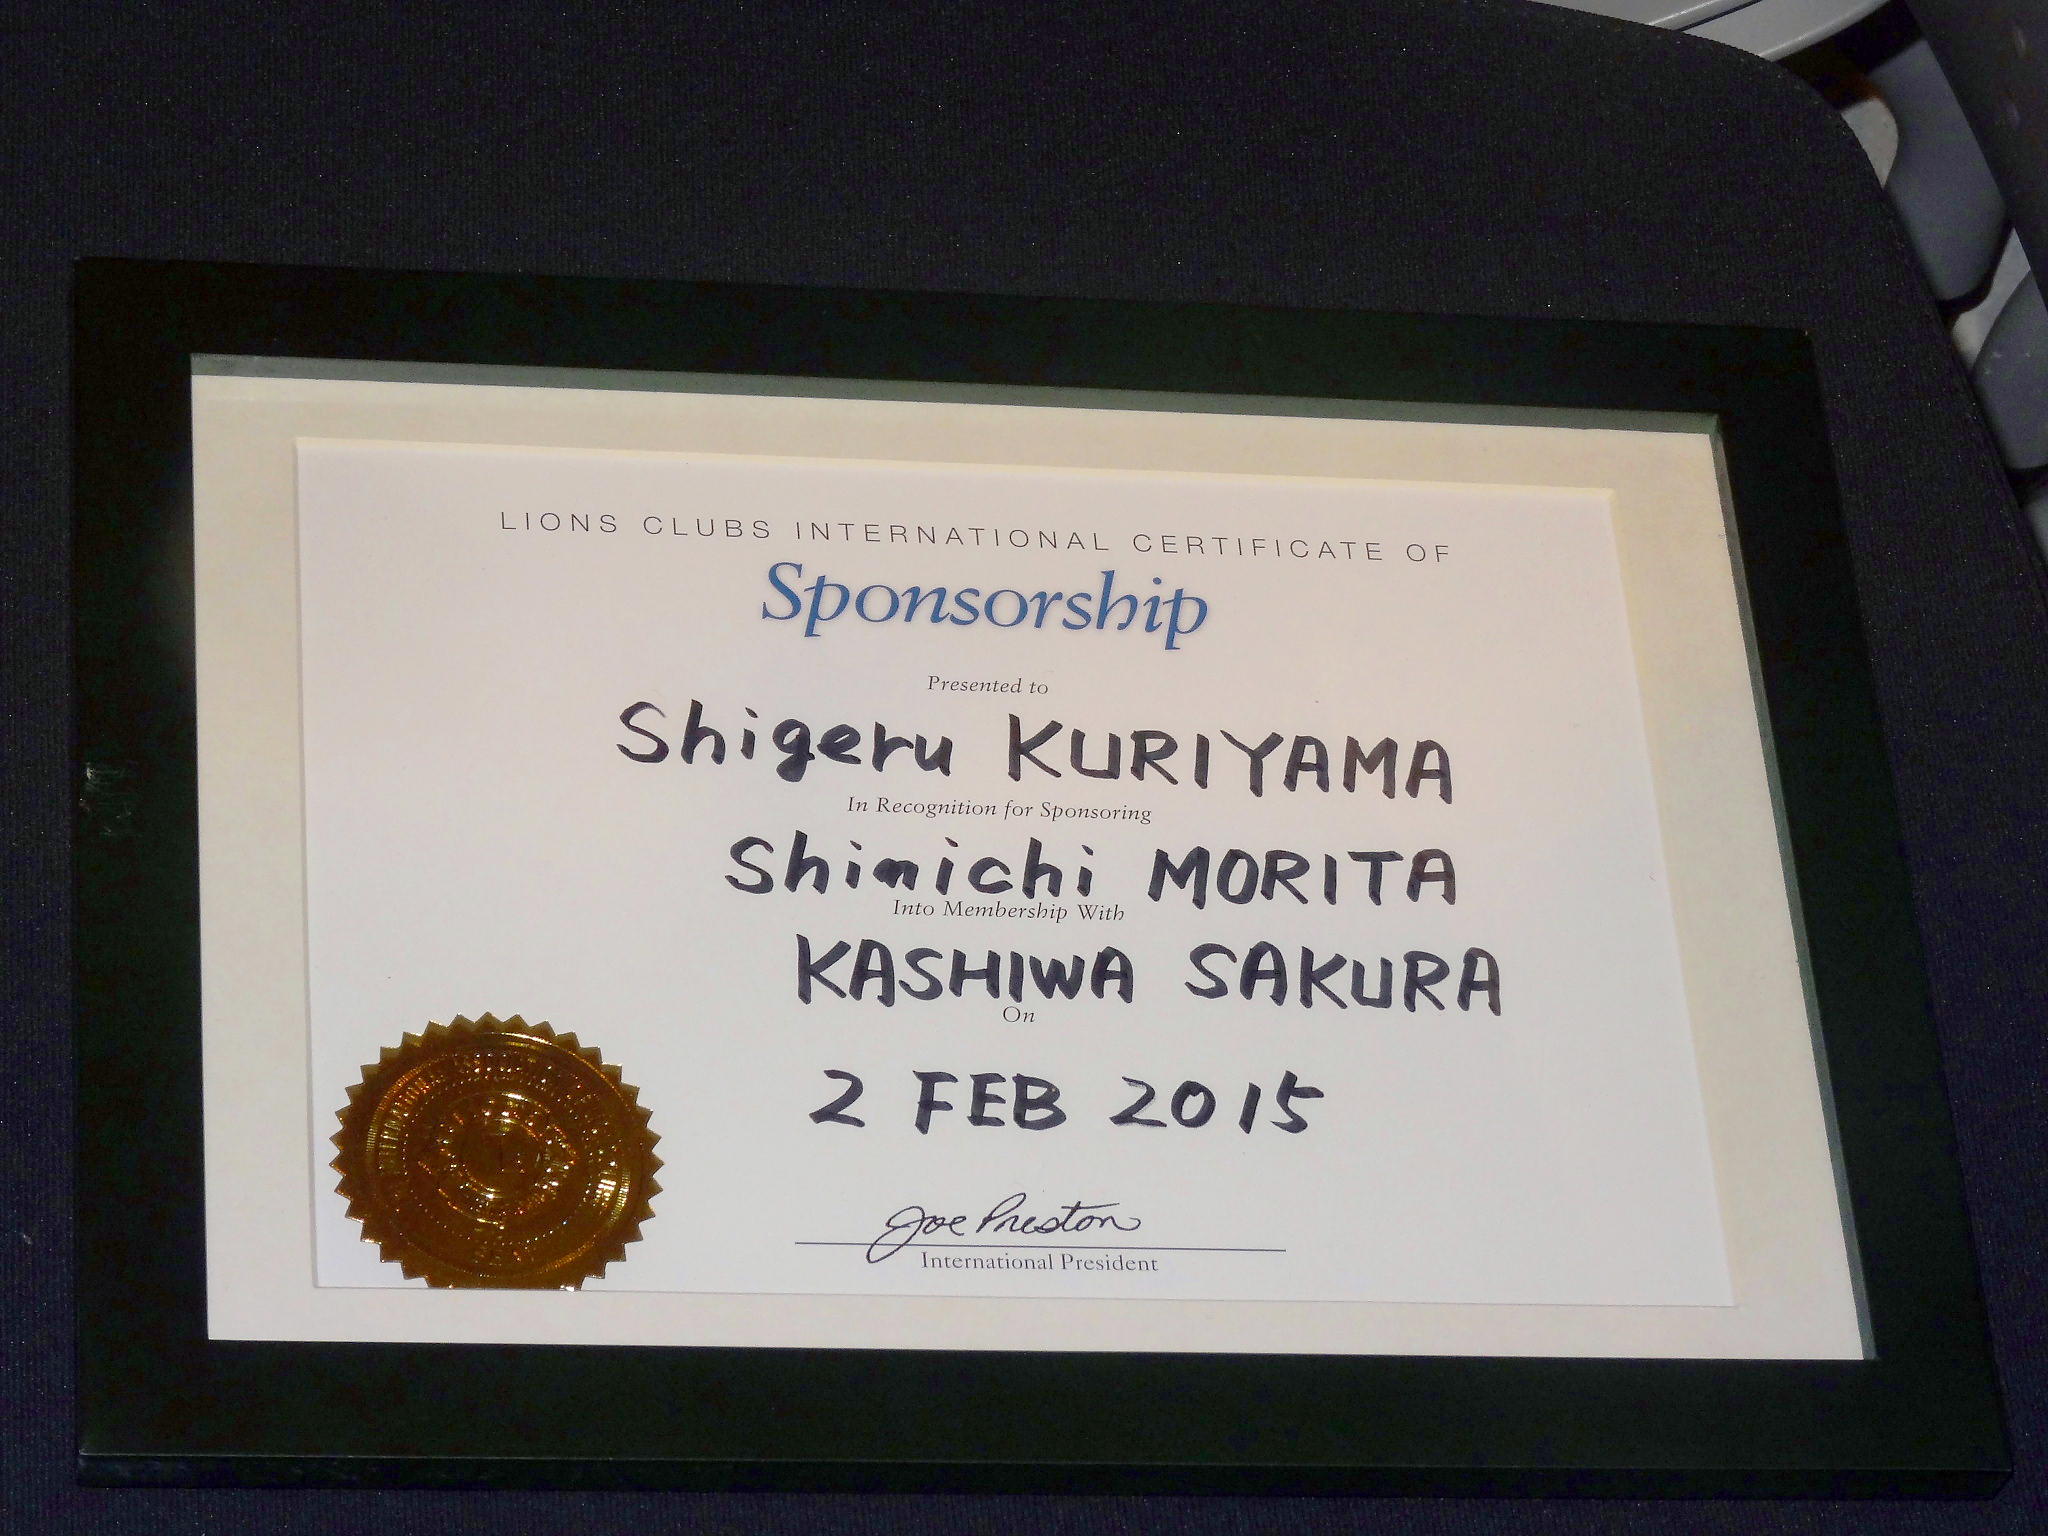 LIONS CLUBS INTERNATIONAL CERTIFICATE OF
Sponsorship
Presented to
Shigeru KURIYAMA
In Recognition for Sponsoring
Shinichi MORITA
Into Membership With
KASHIWA SAKURA
On
2 FEB 2015
Joe Preston
International President